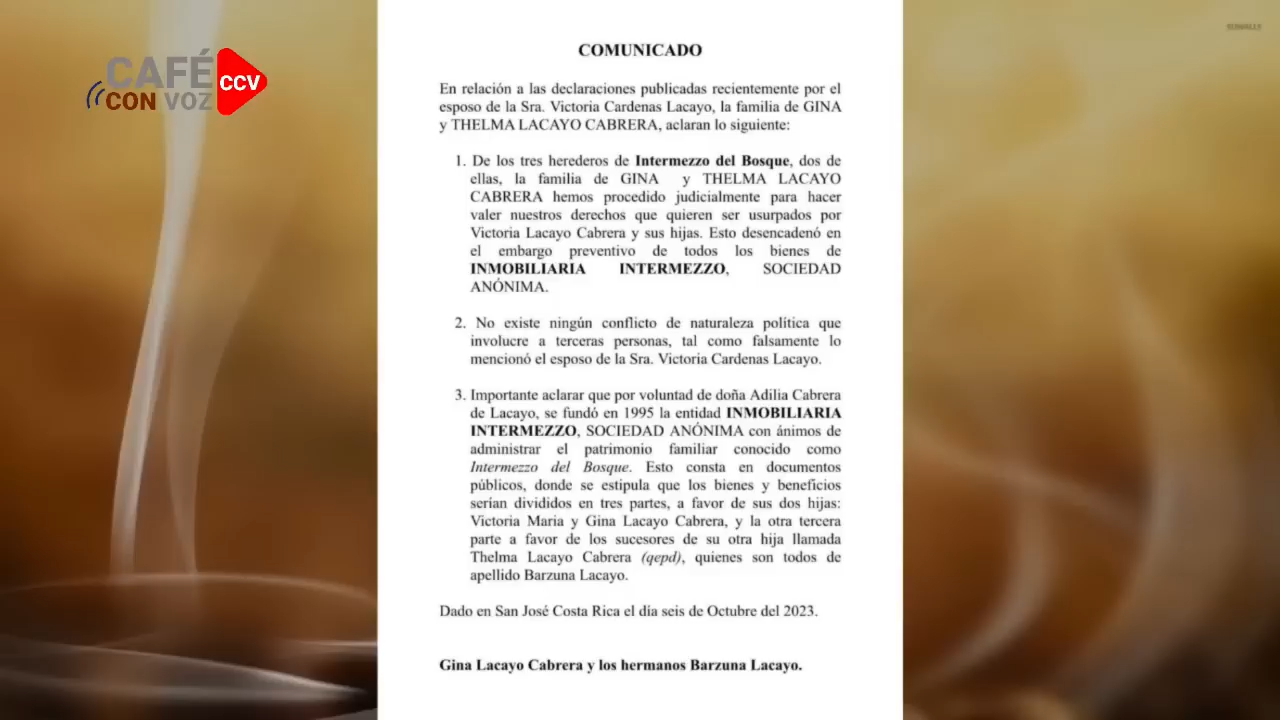 CAFÉ
CON VOZ
CCV
COMUNICADO
En relación a las declaraciones publicadas recientemente por el
esposo de la Sra. Victoria Cardenas Lacayo, la familia de GINA
y THELMA LACAYO CABRERA, aclaran lo siguiente:
1. De los tres herederos de Intermezzo del Bosque, dos de
ellas, la familia de GINA y THELMA LACAYO
CABRERA hemos procedido judicialmente para hacer
valer nuestros derechos que quieren ser usurpados por
Victoria Lacayo Cabrera y sus hijas. Esto desencadenó en
el embargo preventivo de todos los bienes de
INMOBILIARIA INTERMEZZO, SOCIEDAD
ANÓNIMA.
2. No existe ningún conflicto de naturaleza política que
involucre a terceras personas, tal como falsamente lo
mencionó el esposo de la Sra. Victoria Cardenas Lacayo.
3. Importante aclarar que por voluntad de doña Adilia Cabrera
de Lacayo, se fundó en 1995 la entidad INMOBILIARIA
INTERMEZZO, SOCIEDAD ANÓNIMA con ánimos de
administrar el patrimonio familiar conocido como
Intermezzo del Bosque. Esto consta en documentos
públicos, donde se estipula que los bienes y beneficios
serían divididos en tres partes, a favor de sus dos hijas:
Victoria Maria y Gina Lacayo Cabrera, y la otra tercera
parte a favor de los sucesores de su otra hija llamada
Thelma Lacayo Cabrera (qepd), quienes son todos de
apellido Barzuna Lacayo.
Dado en San José Costa Rica el día seis de Octubre del 2023.
Gina Lacayo Cabrera y los hermanos Barzuna Lacayo.